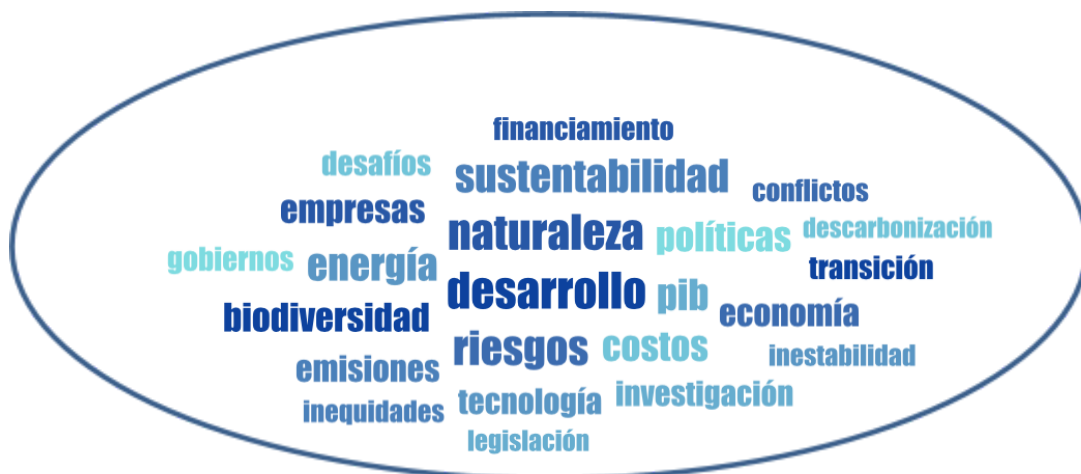 financiamiento
desafíos
sustentabilidad
conflictos
empresas
naturaleza
políticas
descarbonización
gobiernos
energía
transición
desarrollo
pib
biodiversidad
economía
riesgos
costos
inestabilidad
emisiones
investigación
inequidades
tecnología
legislación